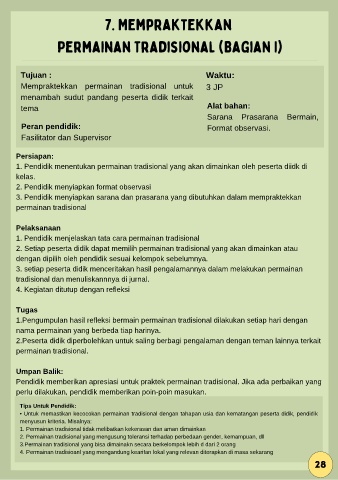 7. MEMPRAKTEKKAN
PERMAINAN TRADISIONAL (BAGIAN I)
Tujuan :
Mempraktekkan permainan tradisional untuk
menambah sudut pandang peserta didik terkait
tema
Peran pendidik:
Fasilitator dan Supervisor
Waktu:
3 JP
Alat bahan:
Sarana Prasarana Bermain,
Format observasi.
Persiapan:
1. Pendidik menentukan permainan tradisional yang akan dimainkan oleh peserta diidk di
kelas.
2. Pendidik menyiapkan format observasi
3. Pendidik menyiapkan sarana dan prasarana yang dibutuhkan dalam mempraktekkan
permainan tradisional
Pelaksanaan
1. Pendidik menjelaskan tata cara permainan tradisional
2. Setiap peserta didik dapat memilih permainan tradisional yang akan dimainkan atau
dengan dipilih oleh pendidik sesuai kelompok sebelumnya.
3. setiap peserta didik menceritakan hasil pengalamannya dalam melakukan permainan
tradisional dan menuliskannnya di jurnal.
4. Kegiatan ditutup dengan refleksi
Tugas
1.Pengumpulan hasil refleksi bermain permainan tradisional dilakukan setiap hari dengan
nama permainan yang berbeda tiap harinya.
2.Peserta didik diperbolehkan untuk saling berbagi pengalaman dengan teman lainnya terkait
permainan tradisional.
Umpan Balik:
Pendidik memberikan apresiasi untuk praktek permainan tradisional. Jika ada perbaikan yang
perlu dilakukan, pendidik memberikan poin-poin masukan.
Tips Untuk Pendidik:
• Untuk memastikan kecocokan permainan tradisional dengan tahapan usia dan kematangan peserta didik, pendidik
menyusun kriteria. Misalnya:
1. Permainan tradisional tidak melibatkan kekerasan dan aman dimainkan
2. Permainan tradisional yang mengusung toleransi terhadap perbedaan gender, kemampuan, dll
3.Permainan tradisional yang bisa dimainakn secara berkelompok lebih d dari 2 orang
4. Permainan tradisioanl yang mengandung kearifan lokal yang relevan diterapkan di masa sekarang
28